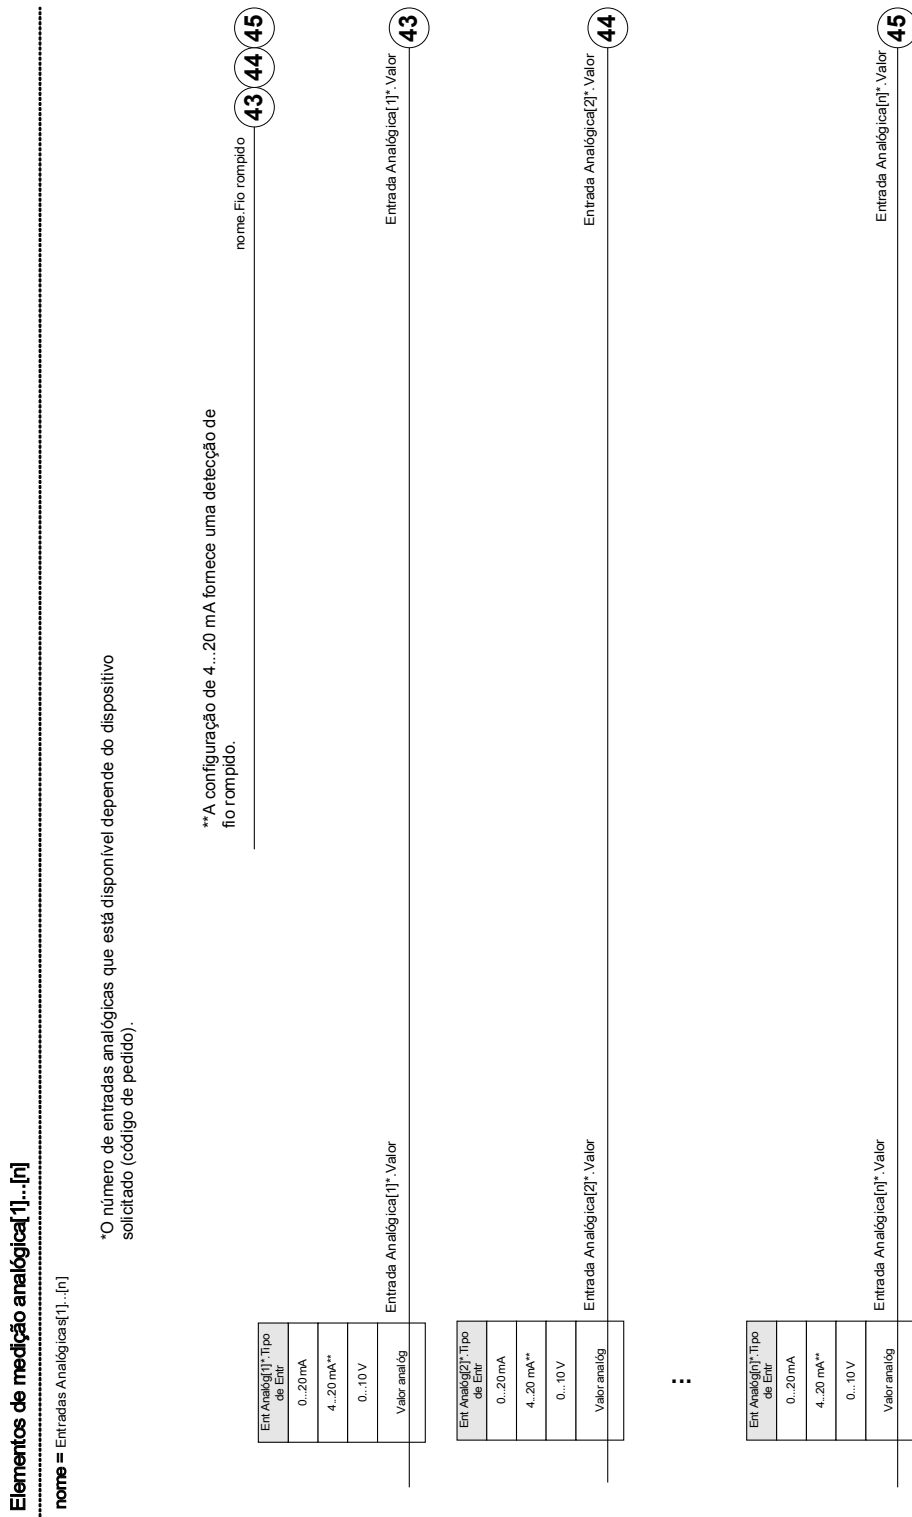 Elementos de medição analógica[1]...[n]
nome = Entradas Analógicas[1]...[n]
*O número de entradas analógicas que está disponível depende do dispositivo
solicitado (código de pedido).
**A configuração de 4...20 mA fornece uma detecção de
fio rompido.
nome.Fio rompido
43 44 45
Ent Analóg[1]*.Tipo
de Entr
0...20 mA
4...20 mA**
0...10 V
Valor analóg
Entrada Analógica[1]*.Valor
Entrada Analógica[1]*.Valor
43
Ent Analóg[2]*.Tipo
de Entr
0...20 mA
4...20 mA**
0...10 V
Valor analóg
Entrada Analógica[2]*.Valor
Entrada Analógica[2]*.Valor
44
...
Ent Analóg[n]*.Tipo
de Entr
0...20 mA
4...20 mA**
0...10 V
Valor analóg
Entrada Analógica[n]*.Valor
Entrada Analógica[n]*.Valor
45